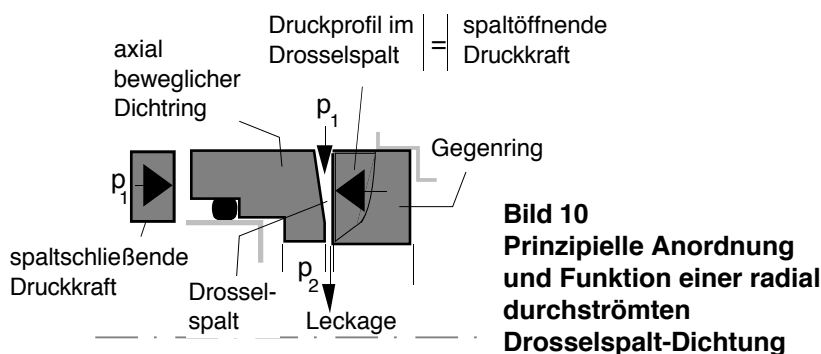 Druckprofil im
Drosselspalt
=
spaltöffnende
Druckkraft
axial
beweglicher
Dichtring
p1
Gegenring
p1
spaltschließende
Druckkraft
Drossel-
spalt
p2
Leckage
Bild 10
Prinzipielle Anordnung
und Funktion einer radial
durchströmten
Drosselspalt-Dichtung